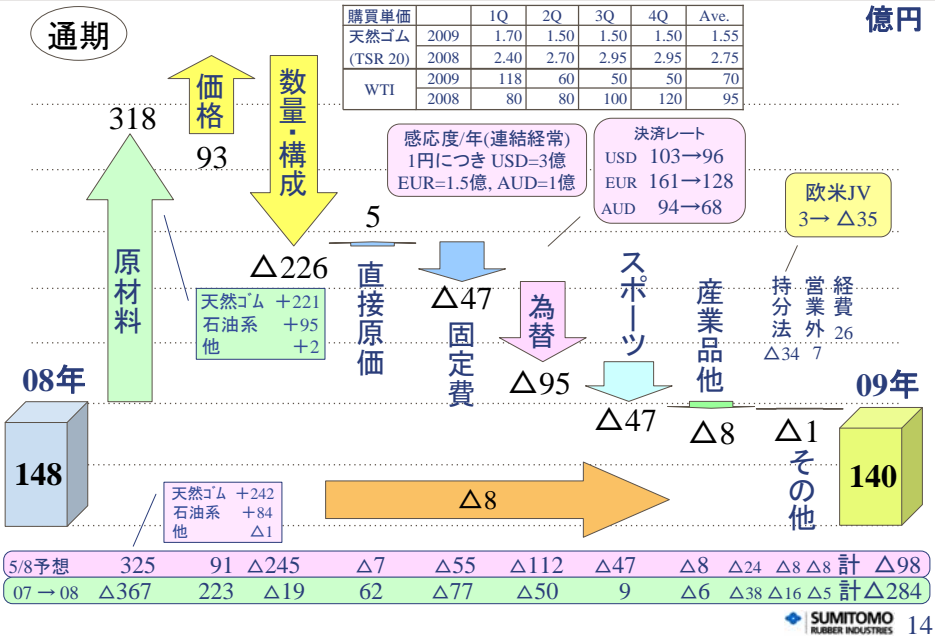 通期
億円
購買単価 1Q 2Q 3Q 4Q Ave.
天然ゴム 2009 1.70 1.50 1.50 1.50 1.55
(TSR 20) 2008 2.40 2.70 2.95 2.95 2.75
WTI 2009 118 60 50 50 70
2008 80 80 100 120 95
318
価格
93
数量・構成
△226
感応度/年(連結経常)
1円につき USD=3億
EUR=1.5億, AUD=1億
決済レート
USD 103→96
EUR 161→128
AUD 94→68
欧米JV
3→ △35
原材料
天然ゴム +221
石油系 +95
他 +2
5
直接原価
△47
固定費
為替
△95
スポーツ
△47
産業品他
△8
持分法
△34
営業外
7
経費
26
△1
その他
08年
148
09年
140
△8
天然ゴム +242
石油系 +84
他 △1
5/8予想 325 91 △245 △7 △55 △112 △47 △8 △24 △8 △8 計 △98
07→08 △367 223 △19 62 △77 △50 9 △6 △38 △16 △5 計△284
SUMITOMO
RUBBER INDUSTRIES
14